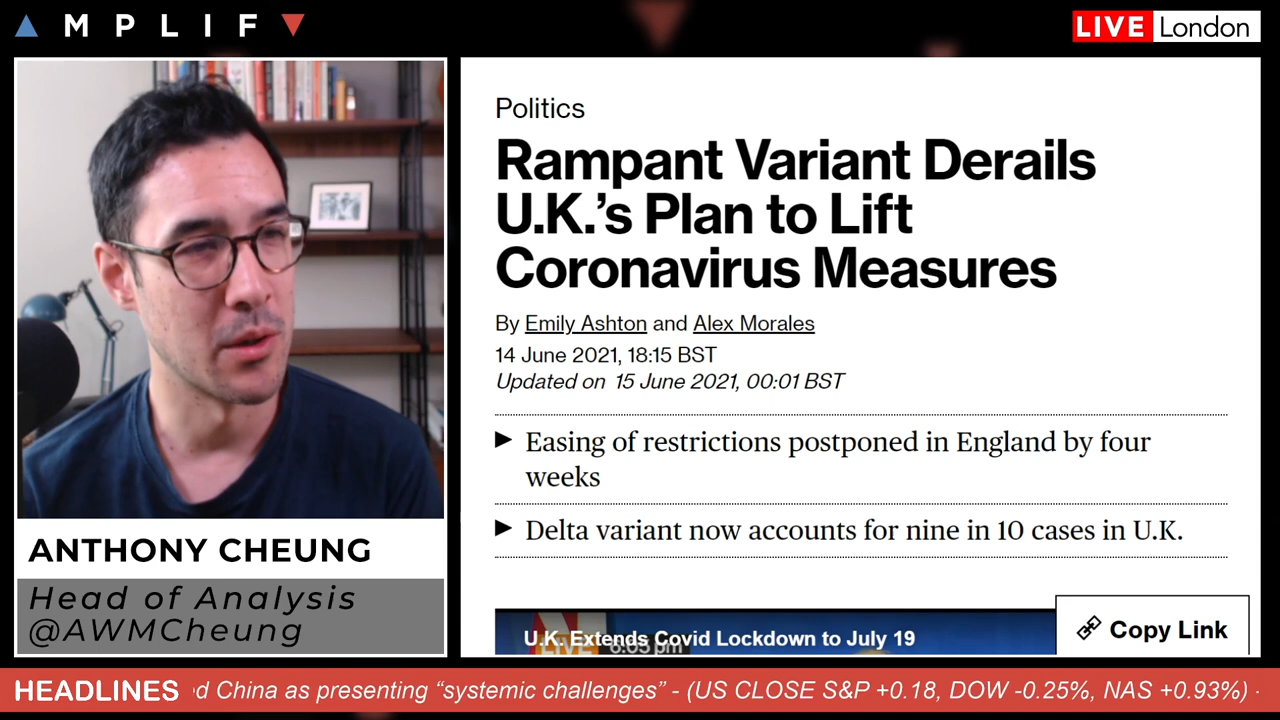 MPLIF
LIVE London
Politics
Rampant Variant Derails
U.K.’s Plan to Lift
Coronavirus Measures
By Emily Ashton and Alex Morales
14 June 2021, 18:15 BST
Updated on 15 June 2021, 00:01 BST
► Easing of restrictions postponed in England by four
weeks
► Delta variant now accounts for nine in 10 cases in U.K.
U.K. Extends Covid Lockdown to July 19
LIVE 6:05 pm
Copy Link
ANTHONY CHEUNG
Head of Analysis
@AWMCheung
HEADLINES d China as presenting “systemic challenges” - (US CLOSE S&P +0.18, DOW -0.25%, NAS +0.93%) -